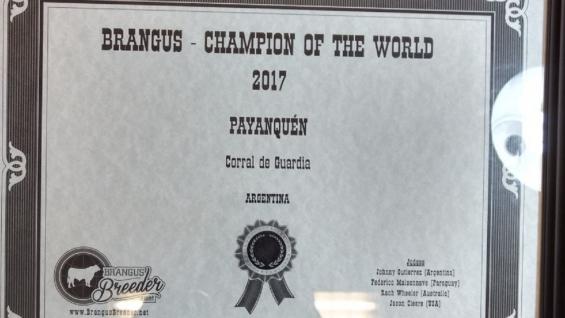 BRANGUS - CHAMPION OF THE WORLD
2017
PAYANQUÉN
Corral de Guardia
ARGENTINA
BRANGUS
Breeder
www.BrangusBreeder.net
Judges
Johnny Gutierrez [Argentina]
Federico Maisonnave [Paraguay]
Zach Wheeler [Australia]
Jason Cleere [USA]